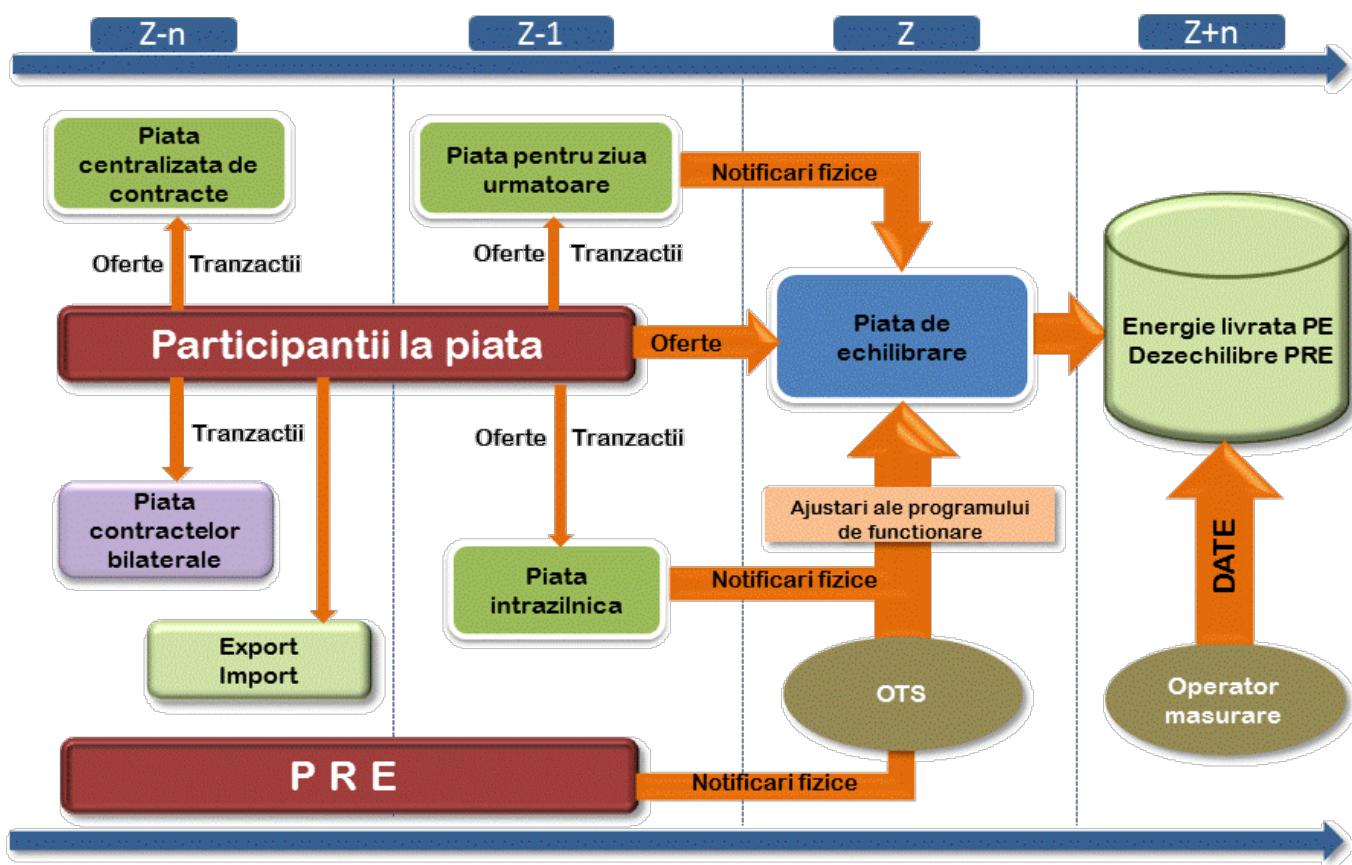 Z-n
Z-1
Z
Z+n
Piata
centralizata de
contracte
Piata pentru ziua
urmatoare
Notificari fizice
Oferte
Tranzactii
Oferte
Tranzactii
Participantii la piata
Oferte
Piata de
echilibrare
Energie livrata PE
Dezechilibre PRE
Tranzactii
Oferte
Tranzactii
Piata
contractelor
bilaterale
Ajustari ale programului
de functionare
DATE
Piata
intrazilnica
Notificari fizice
Export
Import
OTS
Operator
masurare
P R E
Notificari fizice